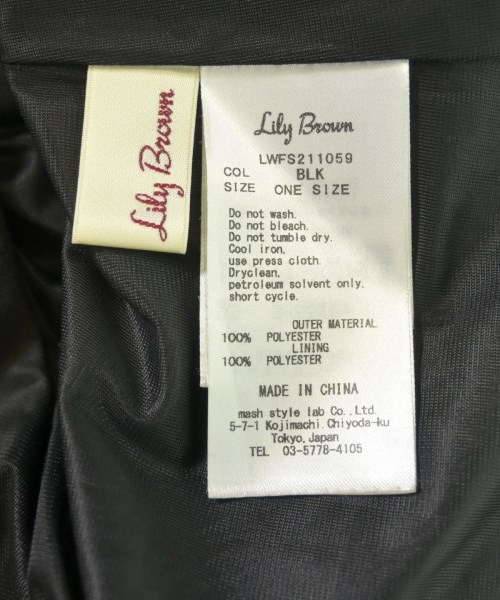 Lily Brown
Lily Brown
LWFS211059
COL BLK
SIZE ONE SIZE
Do not wash.
Do not bleach.
Do not tumble dry.
Cool iron,
use press cloth.
Dryclean,
petroleum solvent only.
short cycle.
OUTER MATERIAL
100% POLYESTER
LINING
100% POLYESTER
MADE IN CHINA
mash style lab Co.,Ltd.
5-7-1 Kojimachi,Chiyoda-ku
Tokyo,Japan
TEL 03-5778-4105